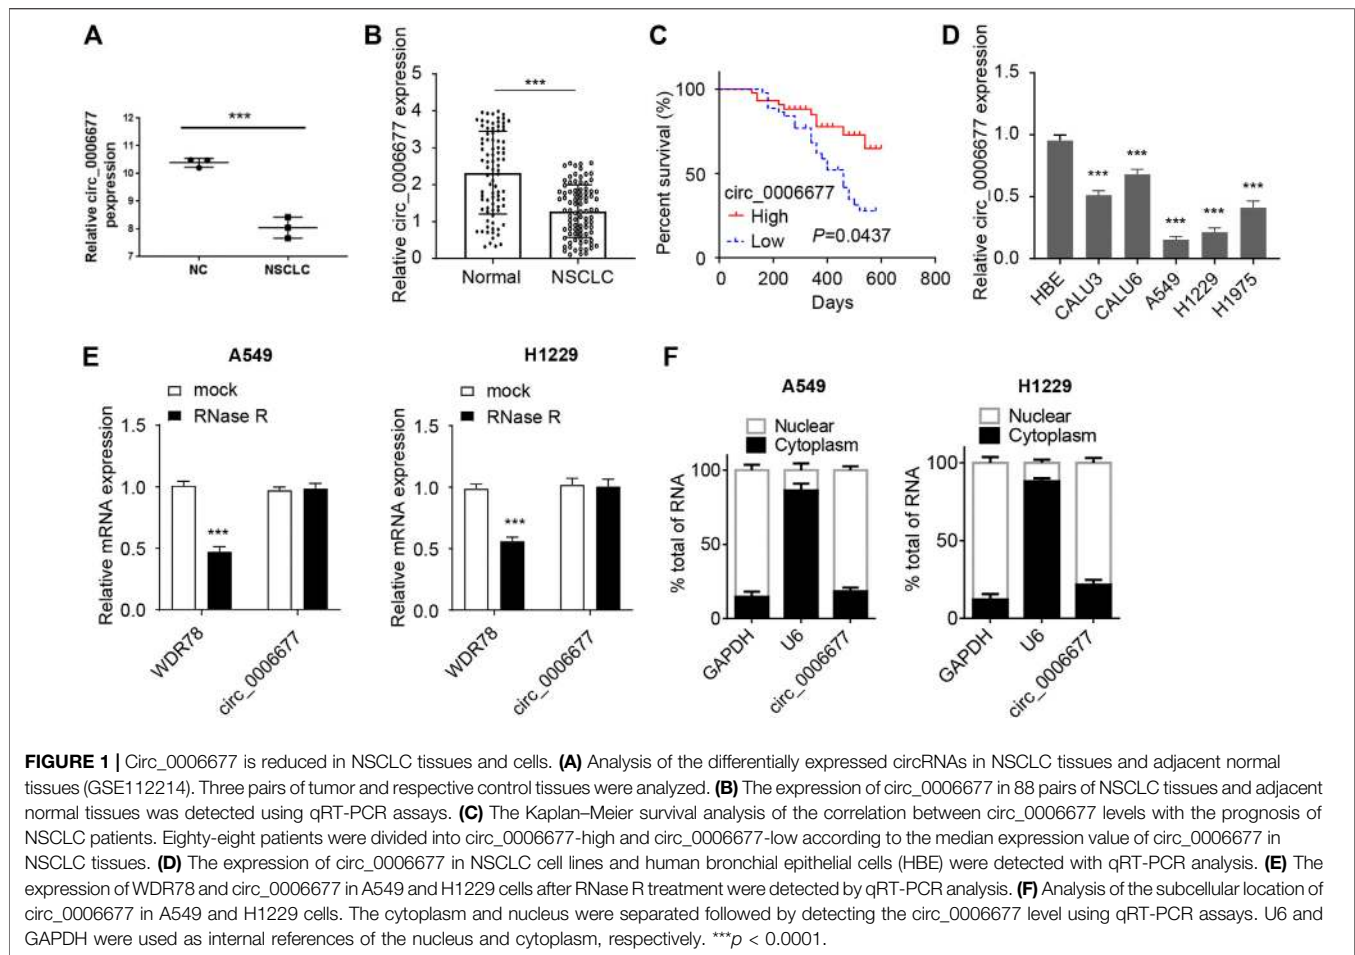 A
Relative circ_0006677
pexpression
12
11
10
9
8
7
***
NC
NSCLC
B
Relative circ_0006677 expression
5
4
3
2
1
0
***
Normal
NSCLC
C
Percent survival (%)
100
50
0
circ_0006677
High
Low
P=0.0437
0
200
400
600
800
Days
D
Relative circ_0006677 expression
1.5
1.0
0.5
0.0
***
***
***
***
***
HBE
CALU3
CALU6
A549
H1229
H1975
E
A549
mock
RNase R
Relative mRNA expression
1.5
1.0
0.5
0.0
***
WDR78
circ_0006677
H1229
mock
RNase R
Relative mRNA expression
1.5
1.0
0.5
0.0
***
WDR78
circ_0006677
F
A549
Nuclear
Cytoplasm
% total of RNA
100
50
0
GAPDH
U6
circ_0006677
H1229
Nuclear
Cytoplasm
% total of RNA
100
50
0
GAPDH
U6
circ_0006677
FIGURE 1 | Circ_0006677 is reduced in NSCLC tissues and cells. (A) Analysis of the differentially expressed circRNAs in NSCLC tissues and adjacent normal
tissues (GSE112214). Three pairs of tumor and respective control tissues were analyzed. (B) The expression of circ_0006677 in 88 pairs of NSCLC tissues and adjacent
normal tissues was detected using qRT-PCR assays. (C) The Kaplan–Meier survival analysis of the correlation between circ_0006677 levels with the prognosis of
NSCLC patients. Eighty-eight patients were divided into circ_0006677-high and circ_0006677-low according to the median expression value of circ_0006677 in
NSCLC tissues. (D) The expression of circ_0006677 in NSCLC cell lines and human bronchial epithelial cells (HBE) were detected with qRT-PCR analysis. (E) The
expression of WDR78 and circ_0006677 in A549 and H1229 cells after RNase R treatment were detected by qRT-PCR analysis. (F) Analysis of the subcellular location of
circ_0006677 in A549 and H1229 cells. The cytoplasm and nucleus were separated followed by detecting the circ_0006677 level using qRT-PCR assays. U6 and
GAPDH were used as internal references of the nucleus and cytoplasm, respectively. ***p < 0.0001.